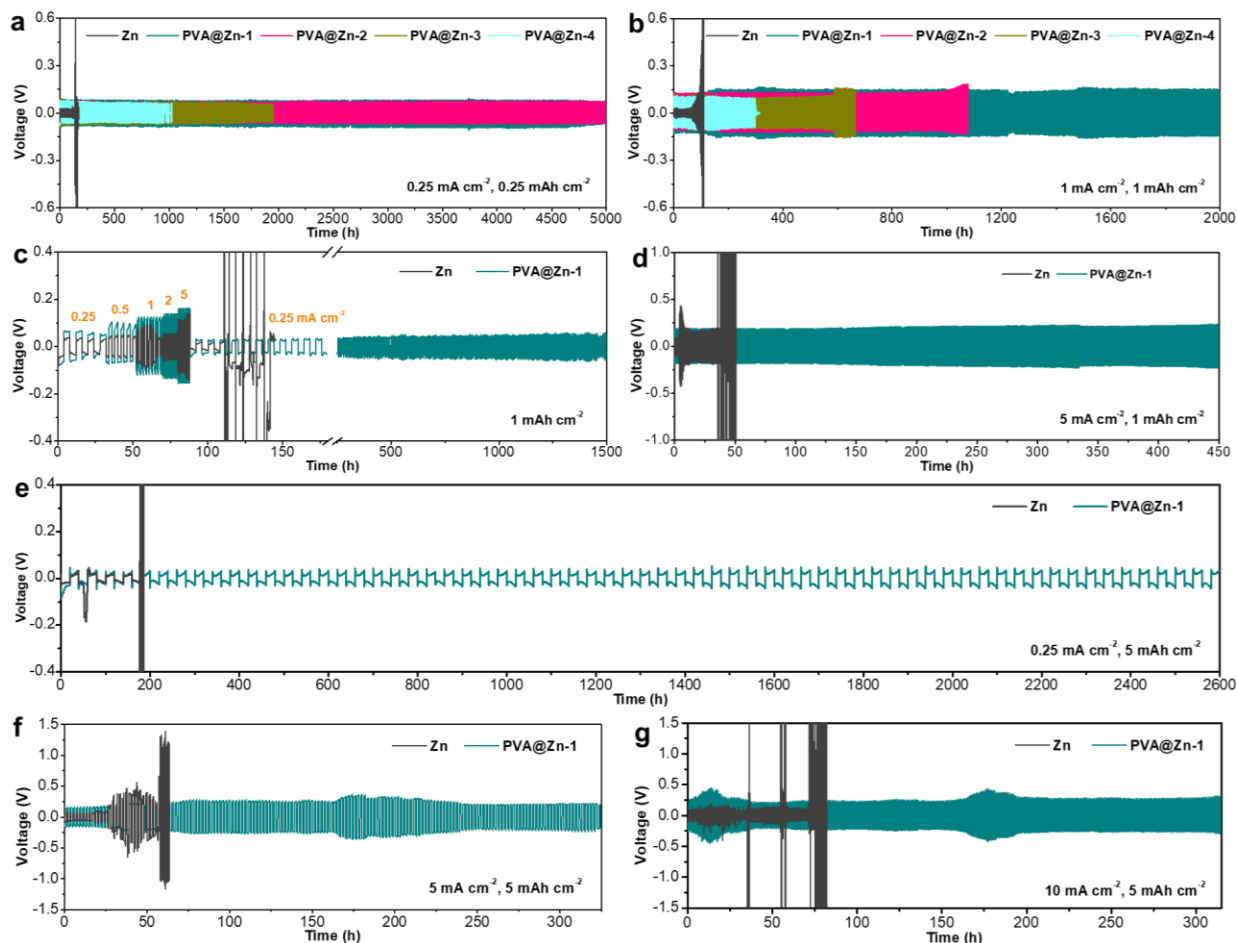 a
Zn PVA@Zn-1 PVA@Zn-2 PVA@Zn-3 PVA@Zn-4
0.6
0.3
0.0
-0.3
-0.6
Voltage (V)
0.25 mA cm⁻², 0.25 mAh cm⁻²
0 500 1000 1500 2000 2500 3000 3500 4000 4500 5000
Time (h)
b
Zn PVA@Zn-1 PVA@Zn-2 PVA@Zn-3 PVA@Zn-4
0.6
0.3
0.0
-0.3
-0.6
Voltage (V)
1 mA cm⁻², 1 mAh cm⁻²
0 400 800 1200 1600 2000
Time (h)
c
Zn PVA@Zn-1
0.4
0.2
0.0
-0.2
-0.4
Voltage (V)
0.25 0.5 1 2 5
0.25 mA cm⁻²
1 mAh cm⁻²
0 50 100 150 500 1000 1500
Time (h)
d
Zn PVA@Zn-1
1.0
0.5
0.0
-0.5
-1.0
Voltage (V)
5 mA cm⁻², 1 mAh cm⁻²
0 50 100 150 200 250 300 350 400 450
Time (h)
e
Zn PVA@Zn-1
0.4
0.2
0.0
-0.2
-0.4
Voltage (V)
0.25 mA cm⁻², 5 mAh cm⁻²
0 200 400 600 800 1000 1200 1400 1600 1800 2000 2200 2400 2600
Time (h)
f
Zn PVA@Zn-1
1.5
1.0
0.5
0.0
-0.5
-1.0
-1.5
Voltage (V)
5 mA cm⁻², 5 mAh cm⁻²
0 50 100 150 200 250 300
Time (h)
g
Zn PVA@Zn-1
1.5
1.0
0.5
0.0
-0.5
-1.0
-1.5
Voltage (V)
10 mA cm⁻², 5 mAh cm⁻²
0 50 100 150 200 250 300
Time (h)